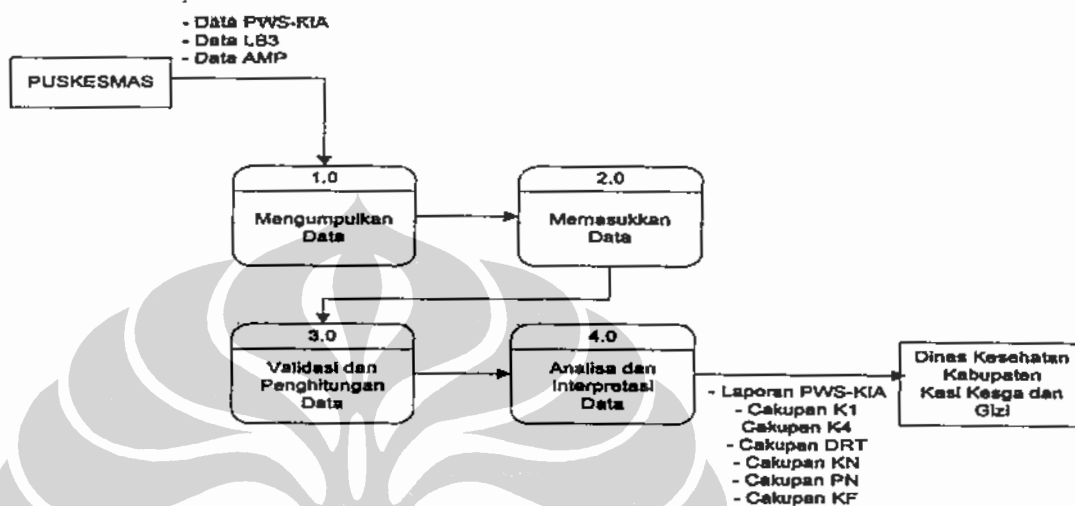 - Data PWS-KIA
- Data LB3
- Data AMP
PUSKESMAS
1.0
Mengumpulkan
Data
2.0
Memasukkan
Data
3.0
Validasi dan
Penghitungan
Data
4.0
Analisa dan
Interpretasi
Data
- Laporan PWS-KIA
- Cakupan K1
Cakupan K4
- Cakupan DRT
- Cakupan KN
- Cakupan PN
- Cakupan KF
Dinas Kesehatan
Kabupaten
Kasi Kesga dan
Gizi